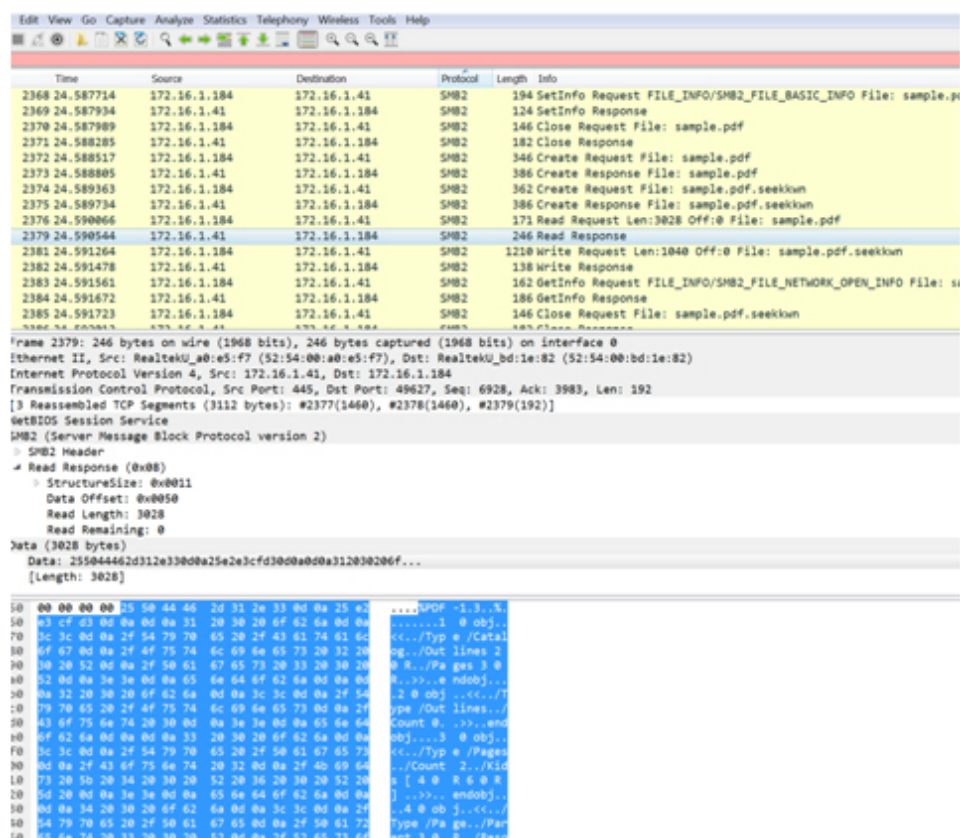 Edit View Go Capture Analyze Statistics Telephony Wireless Tools Help
Time Source Destination Protocol Length Info
2368 24.587714 172.16.1.184 172.16.1.41 SMB2 194 SetInfo Request FILE_INFO/SMB2_FILE_BASIC_INFO File: sample.pd
2369 24.587934 172.16.1.41 172.16.1.184 SMB2 124 SetInfo Response
2370 24.587989 172.16.1.184 172.16.1.41 SMB2 146 Close Request File: sample.pdf
2371 24.588285 172.16.1.41 172.16.1.184 SMB2 182 Close Response
2372 24.588517 172.16.1.184 172.16.1.41 SMB2 346 Create Request File: sample.pdf
2373 24.588805 172.16.1.41 172.16.1.184 SMB2 386 Create Response File: sample.pdf
2374 24.589363 172.16.1.184 172.16.1.41 SMB2 362 Create Request File: sample.pdf.seekkwn
2375 24.589734 172.16.1.41 172.16.1.184 SMB2 386 Create Response File: sample.pdf.seekkwn
2376 24.590066 172.16.1.184 172.16.1.41 SMB2 171 Read Request Len:3028 Off:0 File: sample.pdf
2379 24.590544 172.16.1.41 172.16.1.184 SMB2 246 Read Response
2381 24.591264 172.16.1.184 172.16.1.41 SMB2 1210 Write Request Len:1040 Off:0 File: sample.pdf.seekkwn
2382 24.591478 172.16.1.41 172.16.1.184 SMB2 138 Write Response
2383 24.591561 172.16.1.184 172.16.1.41 SMB2 162 GetInfo Request FILE_INFO/SMB2_FILE_NETWORK_OPEN_INFO File: sa
2384 24.591672 172.16.1.41 172.16.1.184 SMB2 186 GetInfo Response
2385 24.591723 172.16.1.184 172.16.1.41 SMB2 146 Close Request File: sample.pdf.seekkwn
Frame 2379: 246 bytes on wire (1968 bits), 246 bytes captured (1968 bits) on interface 0
Ethernet II, Src: RealtekU_a0:e5:f7 (52:54:00:a0:e5:f7), Dst: RealtekU_bd:1e:82 (52:54:00:bd:1e:82)
Internet Protocol Version 4, Src: 172.16.1.41, Dst: 172.16.1.184
Transmission Control Protocol, Src Port: 445, Dst Port: 49627, Seq: 6928, Ack: 3983, Len: 192
[3 Reassembled TCP Segments (3112 bytes): #2377(1460), #2378(1460), #2379(192)]
NetBIOS Session Service
SMB2 (Server Message Block Protocol version 2)
SMB2 Header
Read Response (0x08)
StructureSize: 0x0011
Data Offset: 0x0050
Read Length: 3028
Read Remaining: 0
Data (3028 bytes)
Data: 255044462d312e330d0a25e2e3cfd30d0a0d0a312030206f...
[Length: 3028]
50 00 00 00 00 25 50 44 46 2d 31 2e 33 0d 0a 25 e2 ....%PDF -1.3..%.
60 e3 cf d3 0d 0a 0d 0a 31 20 30 20 6f 62 6a 0d 0a .......1 0 obj..
70 3c 3c 0d 0a 2f 54 79 70 65 20 2f 43 61 74 61 6c <<../Typ e /Catal
80 6f 67 0d 0a 2f 4f 75 74 6c 69 6e 65 73 20 32 20 og../Out lines 2
90 30 20 52 0d 0a 2f 50 61 67 65 73 20 33 20 30 20 0 R../Pa ges 3 0
52 0d 0a 3e 3e 0d 0a 65 6e 64 6f 62 6a 0d 0a 0d R..>>..e ndobj...
0a 32 20 30 20 6f 62 6a 0d 0a 3c 3c 0d 0a 2f 54 .2 0 obj ..<<../T
79 70 65 20 2f 4f 75 74 6c 69 6e 65 73 0d 0a 2f ype /Out lines../
43 6f 75 6e 74 20 30 0d 0a 3e 3e 0d 0a 65 6e 64 Count 0. .>>..end
6f 62 6a 0d 0a 0d 0a 33 20 30 20 6f 62 6a 0d 0a obj....3 0 obj..
3c 3c 0d 0a 2f 54 79 70 65 20 2f 50 61 67 65 73 <<../Typ e /Pages
0d 0a 2f 43 6f 75 6e 74 20 32 0d 0a 2f 4b 69 64 ../Count 2../Kid
73 20 5b 20 34 20 30 20 52 20 36 20 30 20 52 20 s [ 4 0 R 6 0 R
5d 20 0d 0a 3e 3e 0d 0a 65 6e 64 6f 62 6a 0d 0a ] ..>>.. endobj..
0d 0a 34 20 30 20 6f 62 6a 0d 0a 3c 3c 0d 0a 2f ..4 0 ob j..<<../
54 79 70 65 20 2f 50 61 67 65 0d 0a 2f 50 61 72 Type /Pa ge../Par